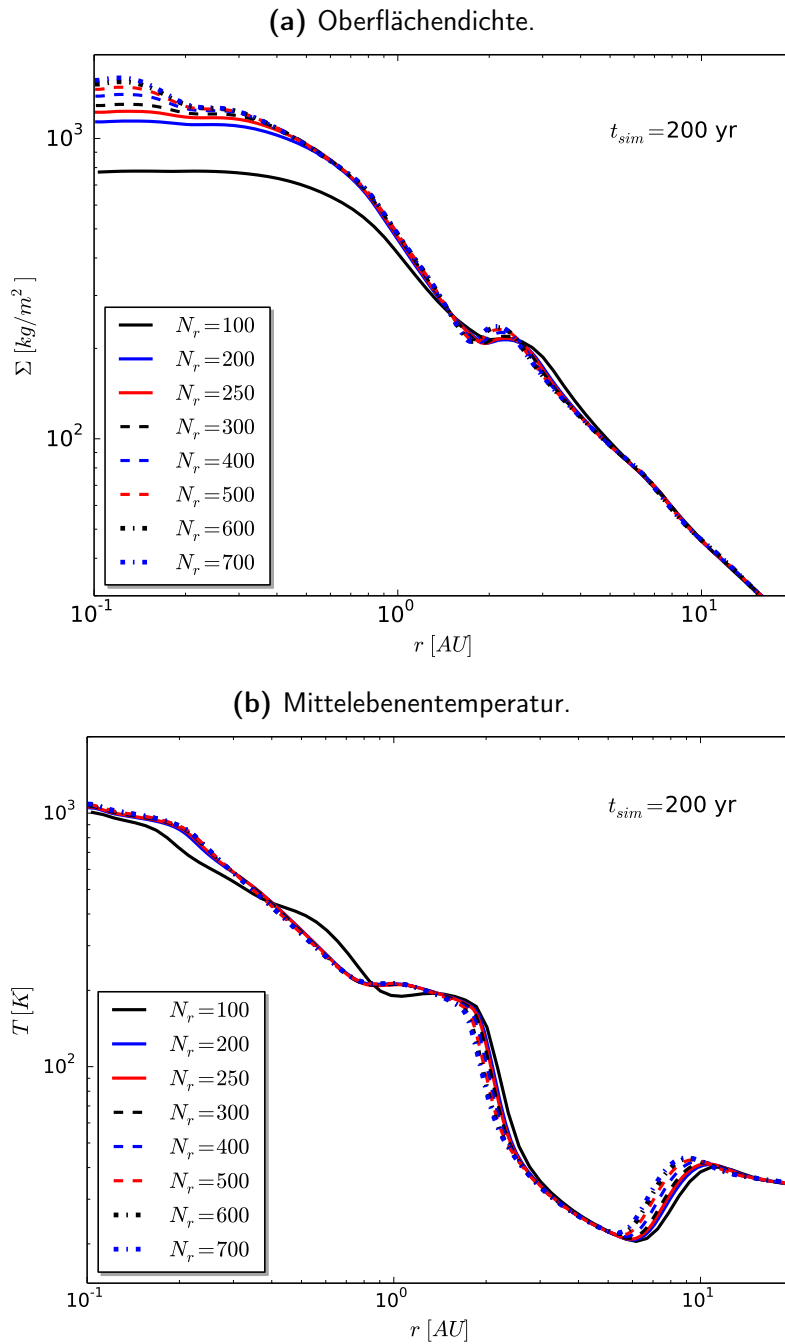 (a) Oberflächendichte.
t_sim=200 yr
10^3
Σ [kg/m^2]
10^2
N_r=100
N_r=200
N_r=250
N_r=300
N_r=400
N_r=500
N_r=600
N_r=700
10^-1
10^0
10^1
r [AU]
(b) Mittelebenentemperatur.
t_sim=200 yr
10^3
T [K]
10^2
N_r=100
N_r=200
N_r=250
N_r=300
N_r=400
N_r=500
N_r=600
N_r=700
10^-1
10^0
10^1
r [AU]